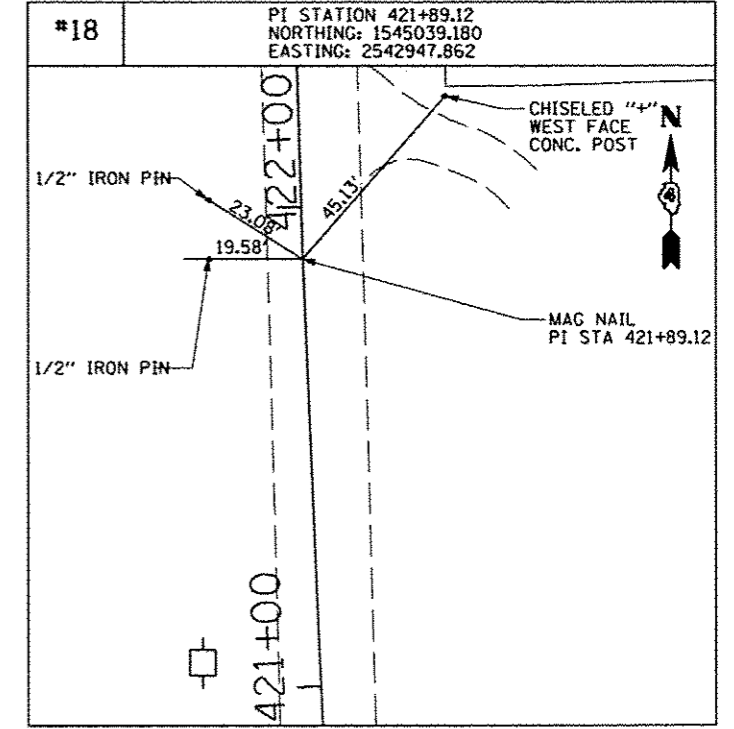 #18
PI STATION 421+89.12
NORTHING: 1545039.180
EASTING: 2542947.862
422+00
CHISELED "+"
WEST FACE
CONC. POST
N
1/2" IRON PIN
23.08'
45.13'
19.58'
MAG NAIL
PI STA 421+89.12
1/2" IRON PIN
421+00